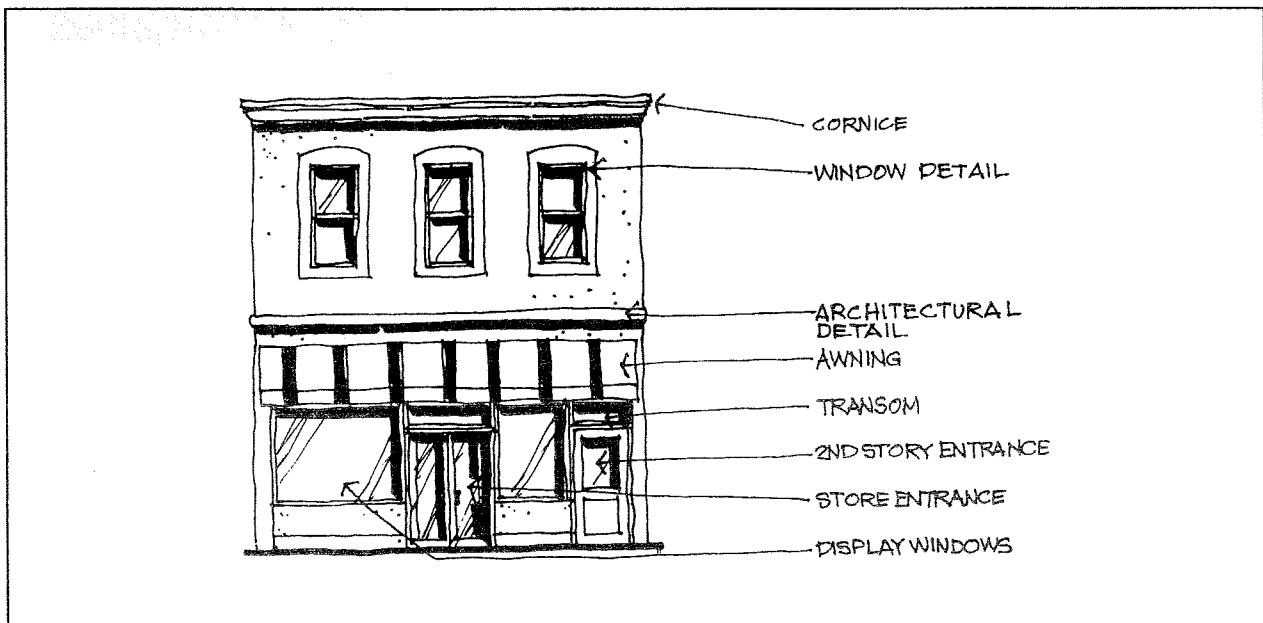 CORNICE
WINDOW DETAIL
ARCHITECTURAL
DETAIL
AWNING
TRANSOM
2ND STORY ENTRANCE
STORE ENTRANCE
DISPLAY WINDOWS